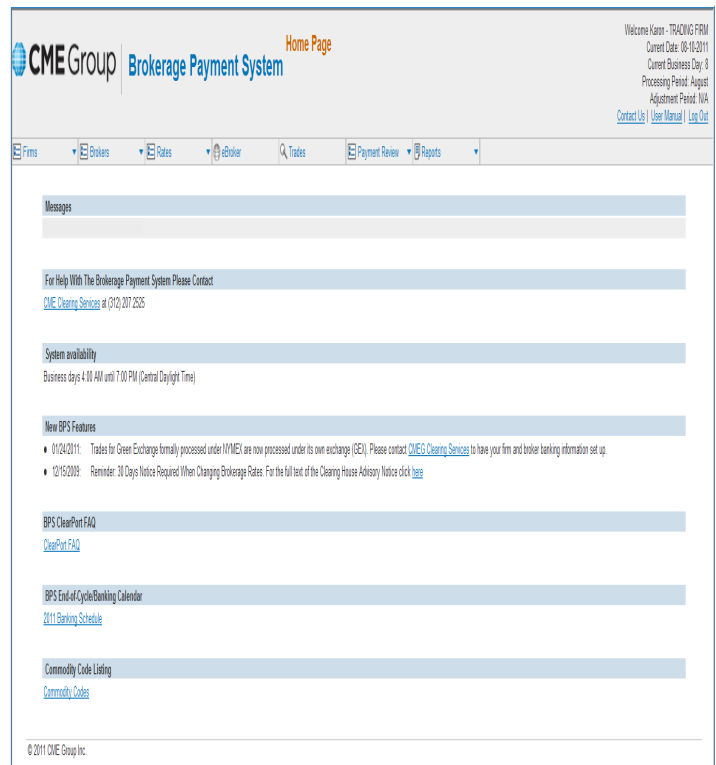 CME Group
Brokerage Payment System
Home Page
Welcome Karon - TRADING FIRM
Current Date: 08-10-2011
Current Business Day: 8
Processing Period: August
Adjustment Period: N/A
Contact Us | User Manual | Log Out
Firms Brokers Rates eBroker Trades Payment Review Reports
Messages
For Help With The Brokerage Payment System Please Contact
CME Clearing Services at (312) 207 2525
System availability
Business days 4:00 AM until 7:00 PM (Central Daylight Time)
New BPS Features
• 01/24/2011: Trades for Green Exchange formally processed under NYMEX are now processed under its own exchange (GEX). Please contact CMEG Clearing Services to have your firm and broker banking information set up.
• 12/15/2009: Reminder: 30 Days Notice Required When Changing Brokerage Rates. For the full text of the Clearing House Advisory Notice click here
BPS ClearPort FAQ
ClearPort FAQ
BPS End-of-Cycle/Banking Calendar
2011 Banking Schedule
Commodity Code Listing
Commodity Codes
© 2011 CME Group Inc.